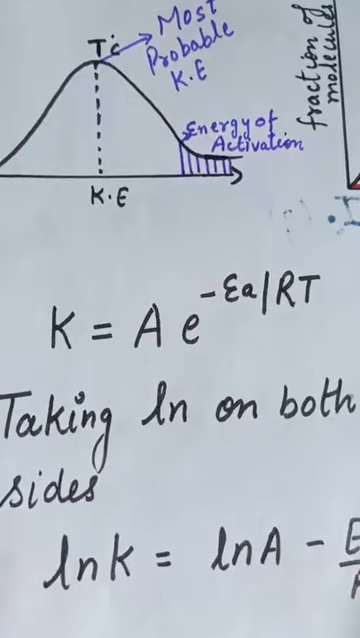 Most
Probable
K.E
T°C
Energy of
Activation
K.E
fraction of
molecules
K = A e^-Ea/RT
Taking ln on both
sides
ln K = ln A -